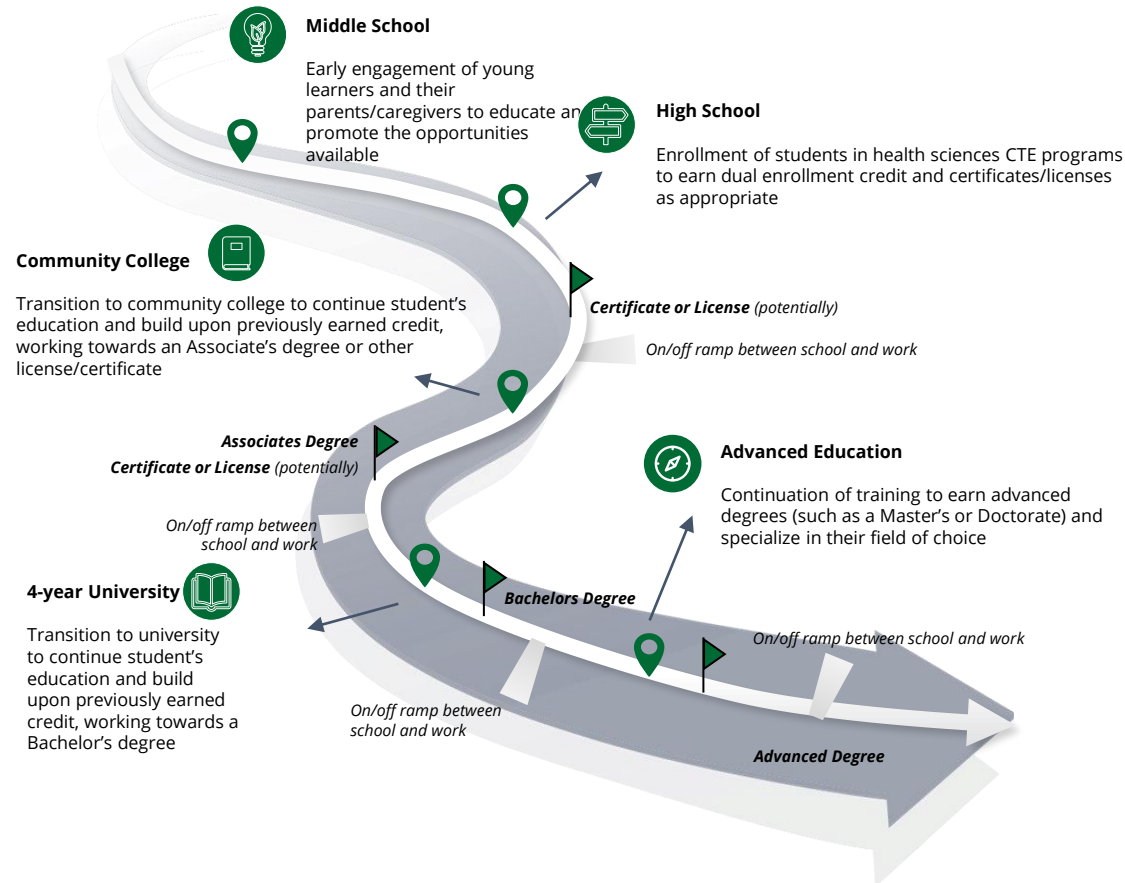 Middle School
Early engagement of young
learners and their
parents/caregivers to educate and
promote the opportunities
available
High School
Enrollment of students in health sciences CTE programs
to earn dual enrollment credit and certificates/licenses
as appropriate
Community College
Transition to community college to continue student’s
education and build upon previously earned credit,
working towards an Associate’s degree or other
license/certificate
Certificate or License (potentially)
On/off ramp between school and work
Associates Degree
Certificate or License (potentially)
On/off ramp between
school and work
Advanced Education
Continuation of training to earn advanced
degrees (such as a Master’s or Doctorate) and
specialize in their field of choice
4-year University
Transition to university
to continue student’s
education and build
upon previously earned
credit, working towards a
Bachelor’s degree
Bachelors Degree
On/off ramp between
school and work
On/off ramp between school and work
Advanced Degree